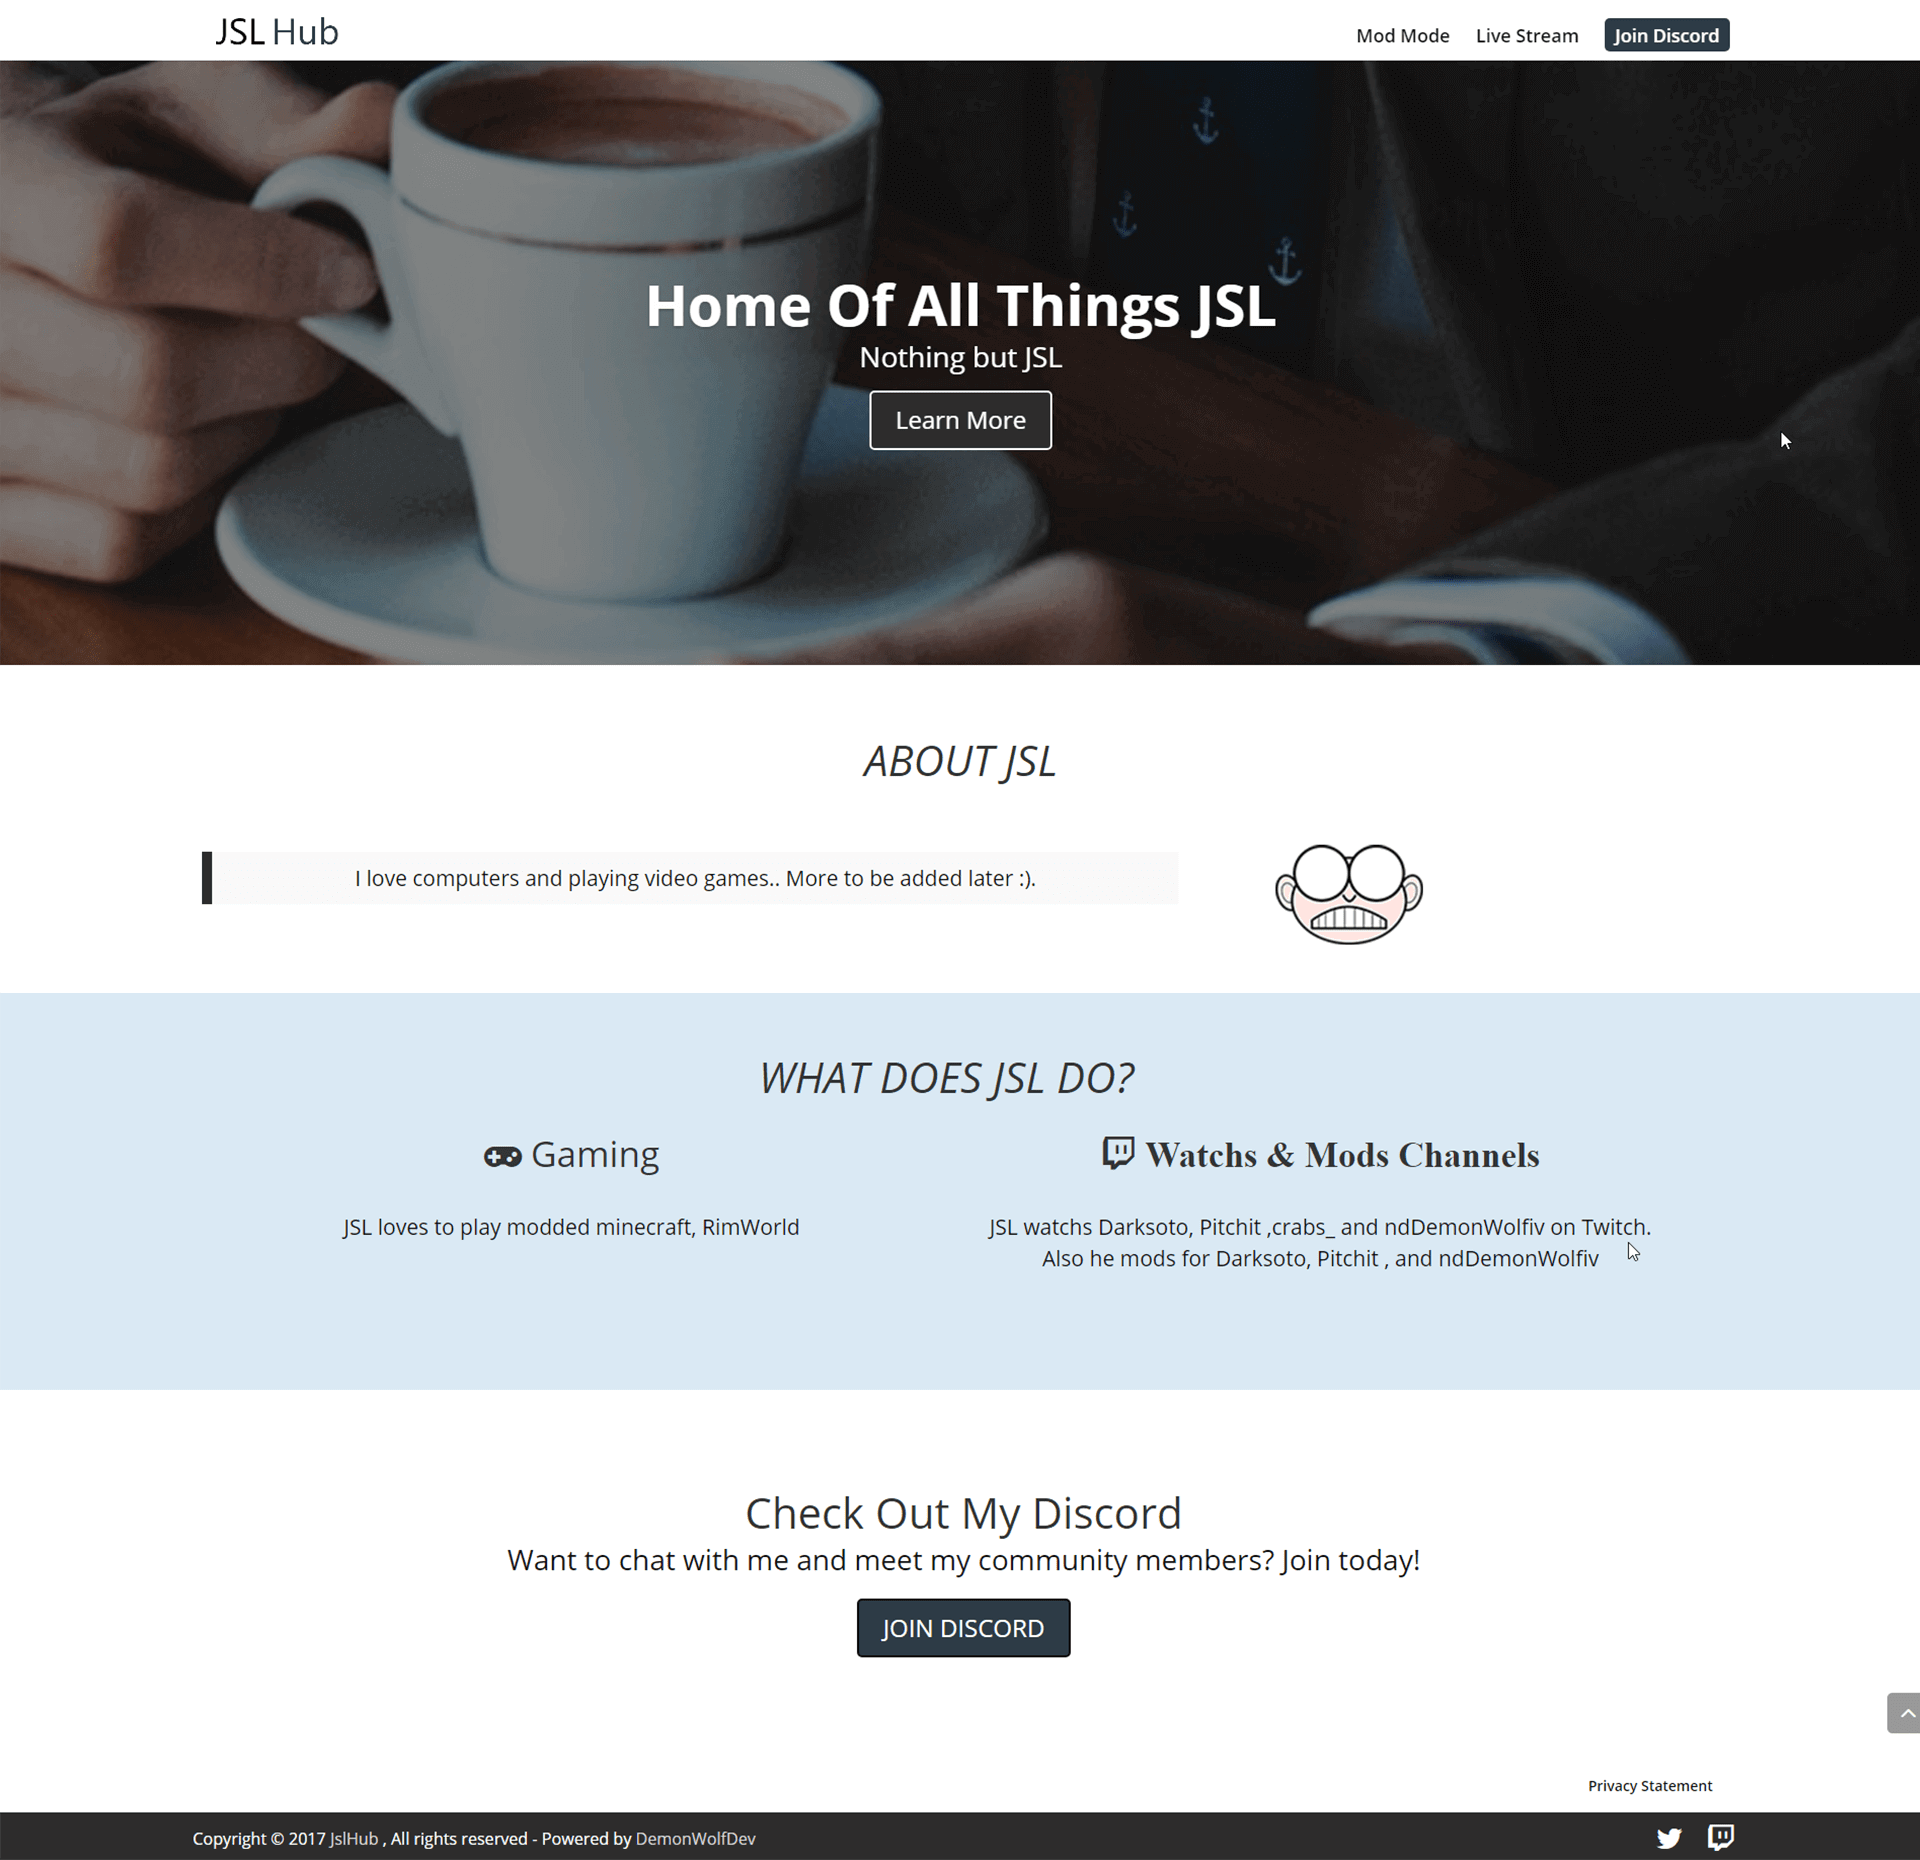 JSL Hub
Mod Mode
Live Stream
Join Discord
Home Of All Things JSL
Nothing but JSL
Learn More
ABOUT JSL
I love computers and playing video games.. More to be added later :).
WHAT DOES JSL DO?
Gaming
JSL loves to play modded minecraft, RimWorld
Watchs & Mods Channels
JSL watchs Darksoto, Pitchit ,crabs_ and ndDemonWolfiv on Twitch.
Also he mods for Darksoto, Pitchit , and ndDemonWolfiv
Check Out My Discord
Want to chat with me and meet my community members? Join today!
JOIN DISCORD
Privacy Statement
Copyright © 2017 JslHub , All rights reserved - Powered by DemonWolfDev